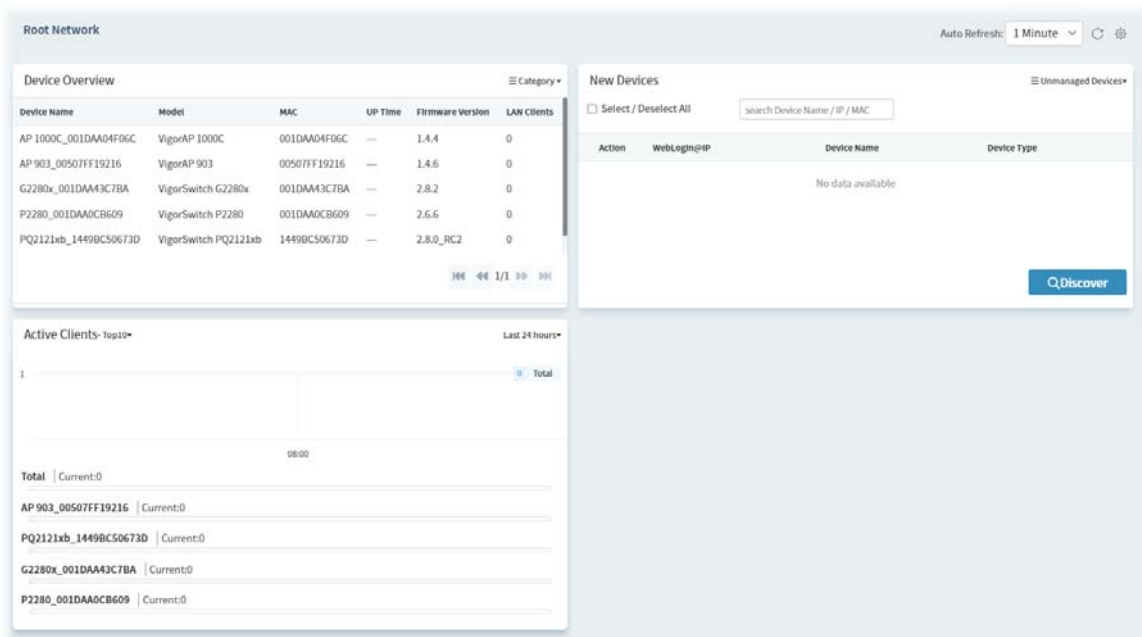 Root Network
Auto Refresh: 1 Minute
Device Overview
Category
Device Name Model MAC UP Time Firmware Version LAN Clients
AP 1000C_001DAA04F06C VigorAP 1000C 001DAA04F06C --- 1.4.4 0
AP 903_00507FF19216 VigorAP 903 00507FF19216 --- 1.4.6 0
G2280x_001DAA43C7BA VigorSwitch G2280x 001DAA43C7BA --- 2.8.2 0
P2280_001DAA0CB609 VigorSwitch P2280 001DAA0CB609 --- 2.6.6 0
PQ2121xb_1449BC50673D VigorSwitch PQ2121xb 1449BC50673D --- 2.8.0_RC2 0
1/1
New Devices
Unmanaged Devices
Select / Deselect All
search Device Name / IP / MAC
Action WebLogin@IP Device Name Device Type
No data available
Discover
Active Clients- Top10
Last 24 hours
1
0 Total
08:00
Total Current:0
AP 903_00507FF19216 Current:0
PQ2121xb_1449BC50673D Current:0
G2280x_001DAA43C7BA Current:0
P2280_001DAA0CB609 Current:0